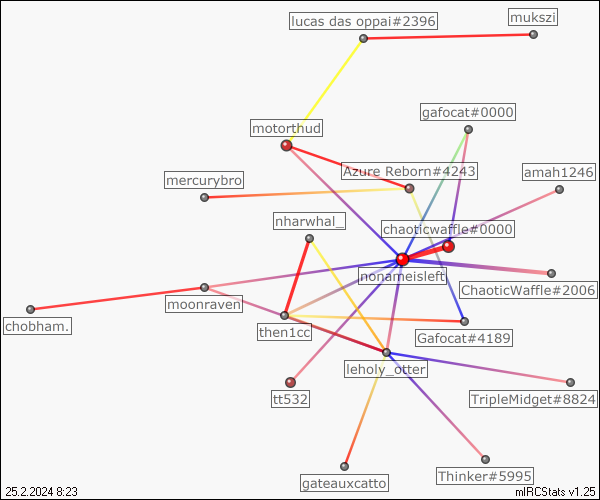 mukszi
lucas das oppai#2396
gafocat#0000
motorthud
Azure Reborn#4243
amah1246
mercurybro
nharwhal_
chaoticwaffle#0000
nonameisleft
ChaoticWaffle#2006
moonraven
chobham.
then1cc
Gafocat#4189
leholy_otter
tt532
TripleMidget#8824
Thinker#5995
gateauxcatto
25.2.2024 8:23
mIRCStats v1.25